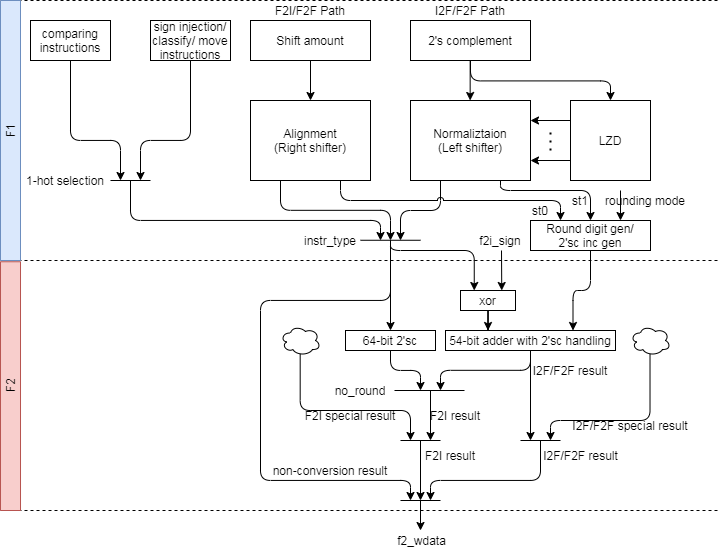 F2I/F2F Path
I2F/F2F Path
comparing
instructions
sign injection/
classify/ move
instructions
Shift amount
2's complement
F1
Alignment
(Right shifter)
Normaliztaion
(Left shifter)
LZD
1-hot selection
st0
st1
rounding mode
instr_type
f2i_sign
Round digit gen/
2'sc inc gen
F2
xor
64-bit 2'sc
54-bit adder with 2'sc handling
I2F/F2F result
no_round
F2I special result
F2I result
I2F/F2F special result
F2I result
I2F/F2F result
non-conversion result
f2_wdata